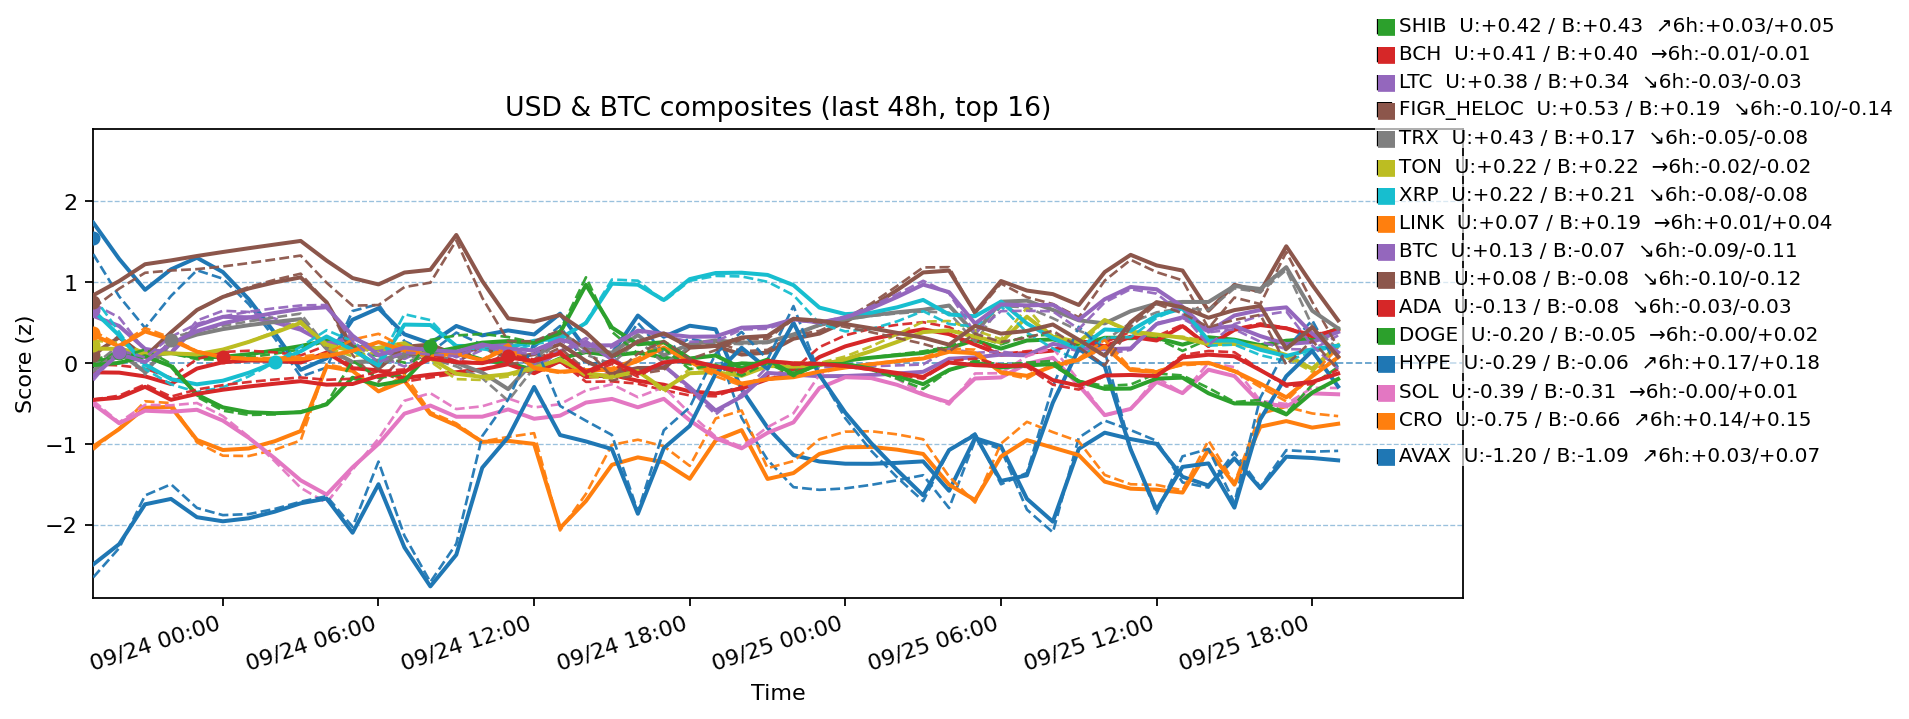 USD & BTC composites (last 48h, top 16)
SHIB U:+0.42 / B:+0.43 ↗6h:+0.03/+0.05
BCH U:+0.41 / B:+0.40 →6h:-0.01/-0.01
LTC U:+0.38 / B:+0.34 ↘6h:-0.03/-0.03
FIGR_HELOC U:+0.53 / B:+0.19 ↘6h:-0.10/-0.14
TRX U:+0.43 / B:+0.17 ↘6h:-0.05/-0.08
TON U:+0.22 / B:+0.22 →6h:-0.02/-0.02
XRP U:+0.22 / B:+0.21 ↘6h:-0.08/-0.08
LINK U:+0.07 / B:+0.19 →6h:+0.01/+0.04
BTC U:+0.13 / B:-0.07 ↘6h:-0.09/-0.11
BNB U:+0.08 / B:-0.08 ↘6h:-0.10/-0.12
ADA U:-0.13 / B:-0.08 ↘6h:-0.03/-0.03
DOGE U:-0.20 / B:-0.05 →6h:-0.00/+0.02
HYPE U:-0.29 / B:-0.06 ↗6h:+0.17/+0.18
SOL U:-0.39 / B:-0.31 →6h:-0.00/+0.01
CRO U:-0.75 / B:-0.66 ↗6h:+0.14/+0.15
AVAX U:-1.20 / B:-1.09 ↗6h:+0.03/+0.07
Score (z)
2
1
0
−1
−2
09/24 00:00
09/24 06:00
09/24 12:00
09/24 18:00
09/25 00:00
09/25 06:00
09/25 12:00
09/25 18:00
Time